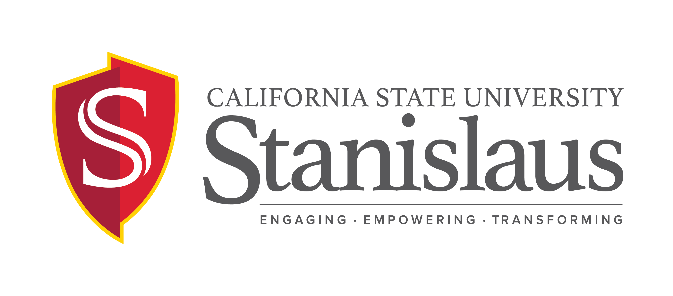 S
CALIFORNIA STATE UNIVERSITY
Stanislaus
ENGAGING · EMPOWERING · TRANSFORMING